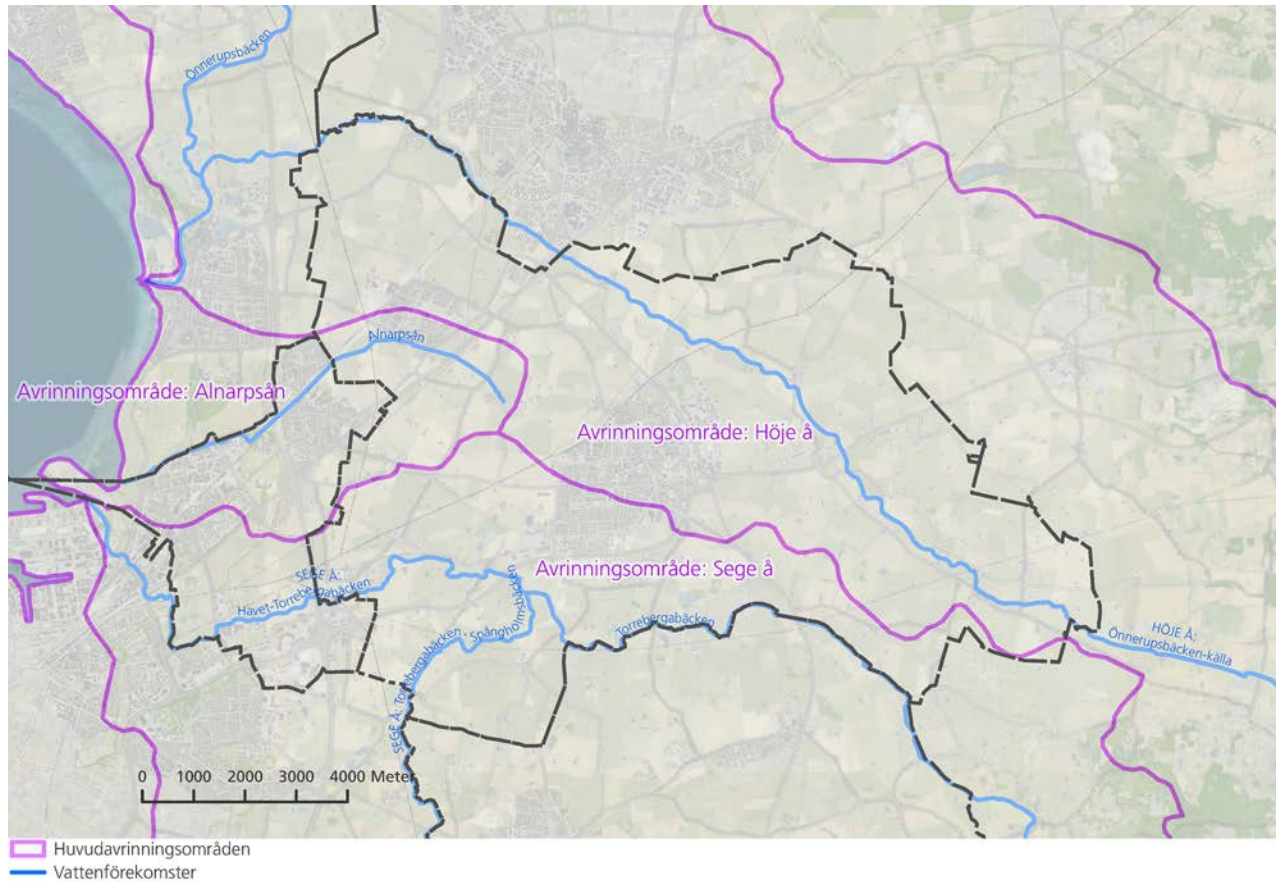 Önnerupsbäcken
Alnarpsån
Avrinningsområde: Alnarpsån
Avrinningsområde: Höje å
Avrinningsområde: Sege å
SEGE Å:
Havet-Torrebergabäcken
Spångholmsbäcken
SEGE Å: Torrebergabäcken-
Torrebergabäcken
HÖJE Å:
Önnerupsbäcken-källa
0 1000 2000 3000 4000 Meter
Huvudavrinningsområden
Vattenförekomster